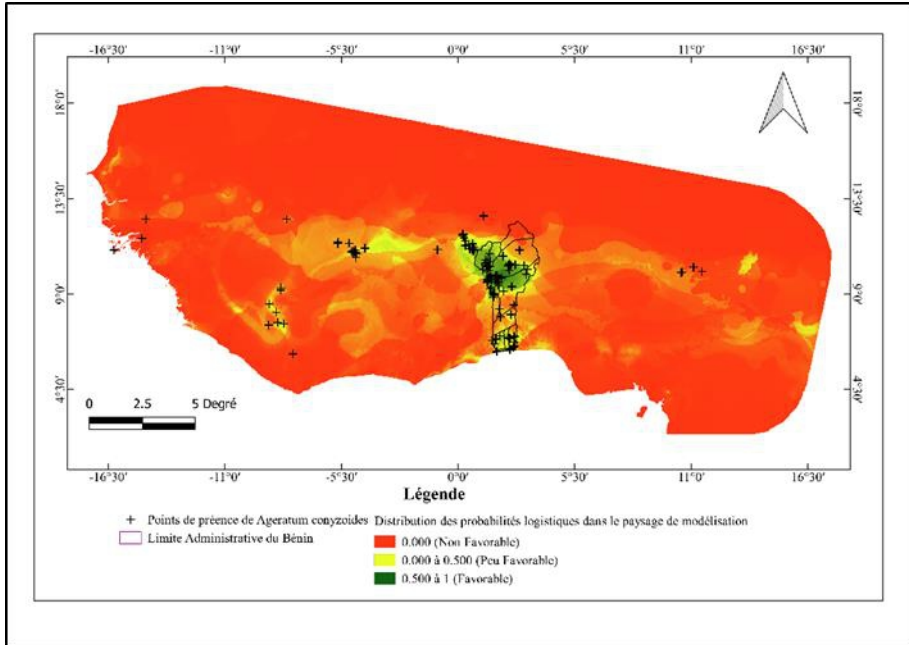 -16°30' -11°0' -5°30' 0°0' 5°30' 11°0' 16°30'
18°0' 18°0'
13°30' 13°30'
9°0' 9°0'
4°30' 4°30'
0 2.5 5 Degré
-16°30' -11°0' -5°30' 0°0' 5°30' 11°0' 16°30'
Légende
Points de préence de Ageratum conyzoides Distribution des probabilités logistiques dans le paysage de modélisation
Limite Administrative du Bénin 0.000 (Non Favorable)
0.000 à 0.500 (Peu Favorable)
0.500 à 1 (Favorable)